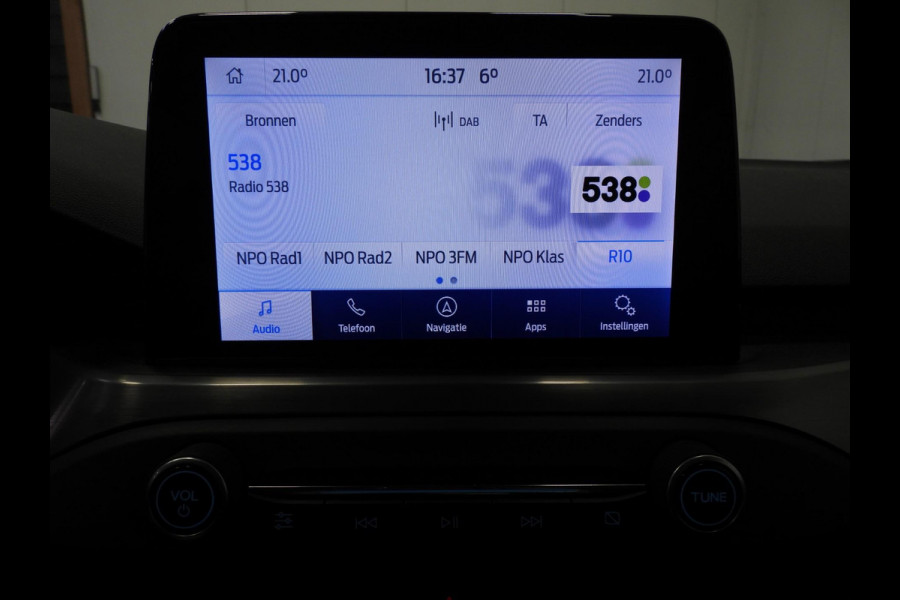 21.0° 16:37 6° 21.0°
Bronnen DAB TA Zenders
538
Radio 538
538
538
NPO Rad1 NPO Rad2 NPO 3FM NPO Klas R10
Audio Telefoon Navigatie Apps Instellingen
VOL TUNE